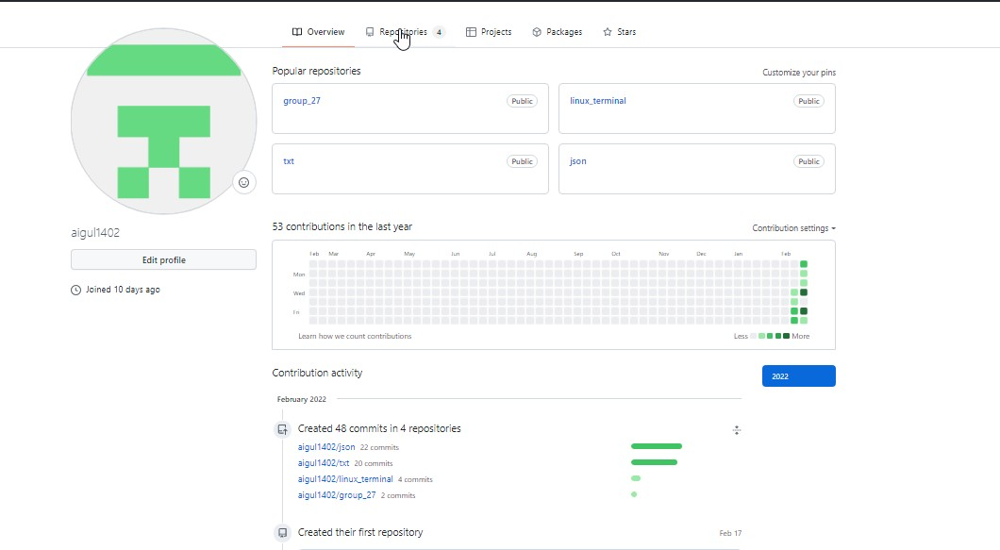 Overview Repositories 4 Projects Packages Stars
Popular repositories Customize your pins
group_27 Public
linux_terminal Public
txt Public
json Public
aigul1402
Edit profile
Joined 10 days ago
53 contributions in the last year Contribution settings
Feb Mar Apr May Jun Jul Aug Sep Oct Nov Dec Jan Feb
Mon
Wed
Fri
Learn how we count contributions Less More
Contribution activity 2022
February 2022
Created 48 commits in 4 repositories
aigul1402/json 22 commits
aigul1402/txt 20 commits
aigul1402/linux_terminal 4 commits
aigul1402/group_27 2 commits
Created their first repository Feb 17